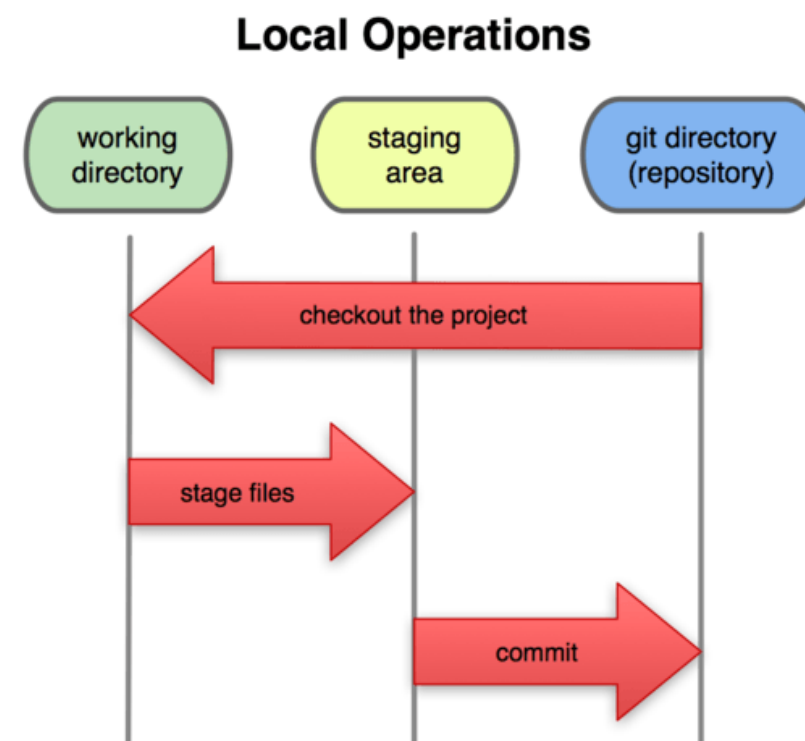 Local Operations
working
directory
staging
area
git directory
(repository)
checkout the project
stage files
commit